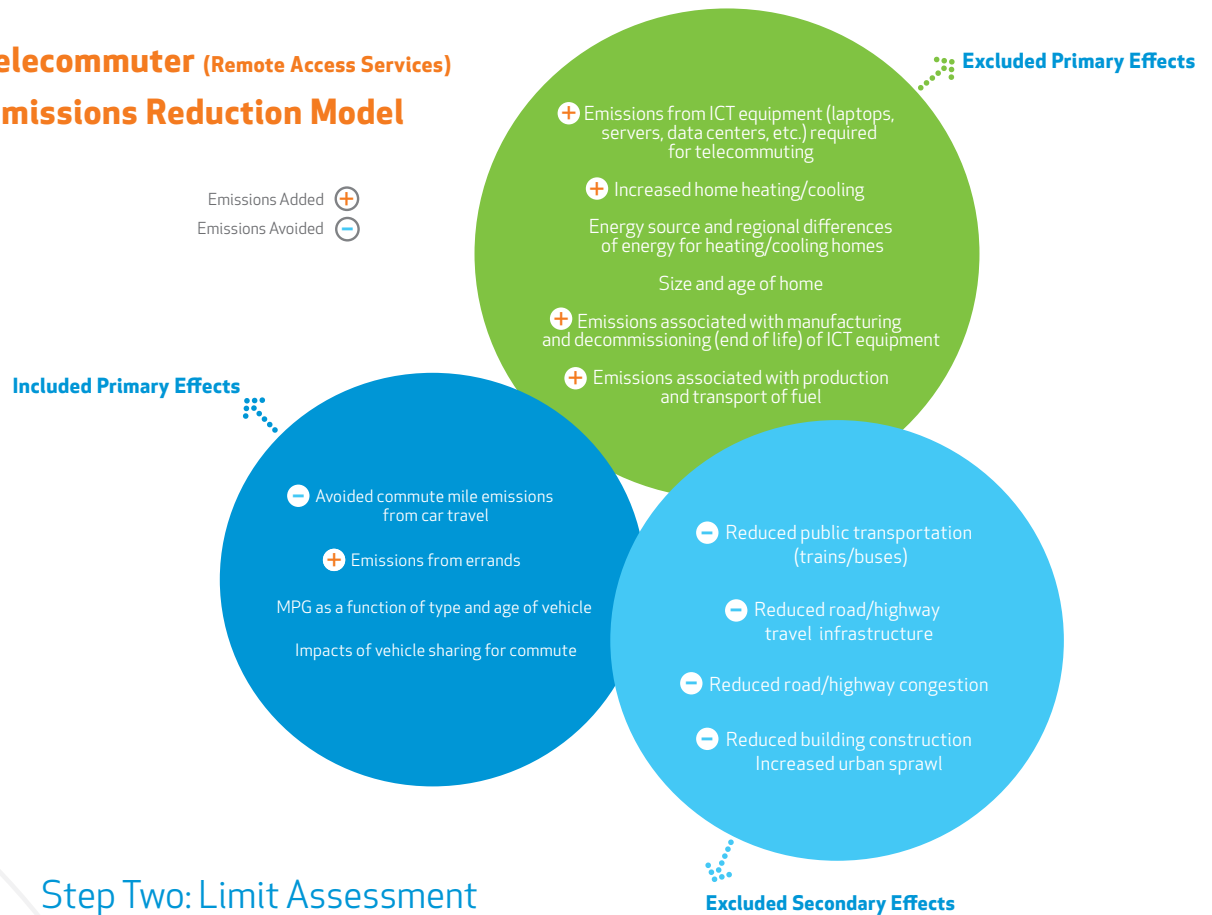 elecommuter (Remote Access Services)
missions Reduction Model
Emissions Added +
Emissions Avoided −
Excluded Primary Effects
+ Emissions from ICT equipment (laptops,
servers, data centers, etc.) required
for telecommuting
+ Increased home heating/cooling
Energy source and regional differences
of energy for heating/cooling homes
Size and age of home
+ Emissions associated with manufacturing
and decommissioning (end of life) of ICT equipment
+ Emissions associated with production
and transport of fuel
Included Primary Effects
− Avoided commute mile emissions
from car travel
+ Emissions from errands
MPG as a function of type and age of vehicle
Impacts of vehicle sharing for commute
− Reduced public transportation
(trains/buses)
− Reduced road/highway
travel infrastructure
− Reduced road/highway congestion
− Reduced building construction
Increased urban sprawl
Excluded Secondary Effects
Step Two: Limit Assessment